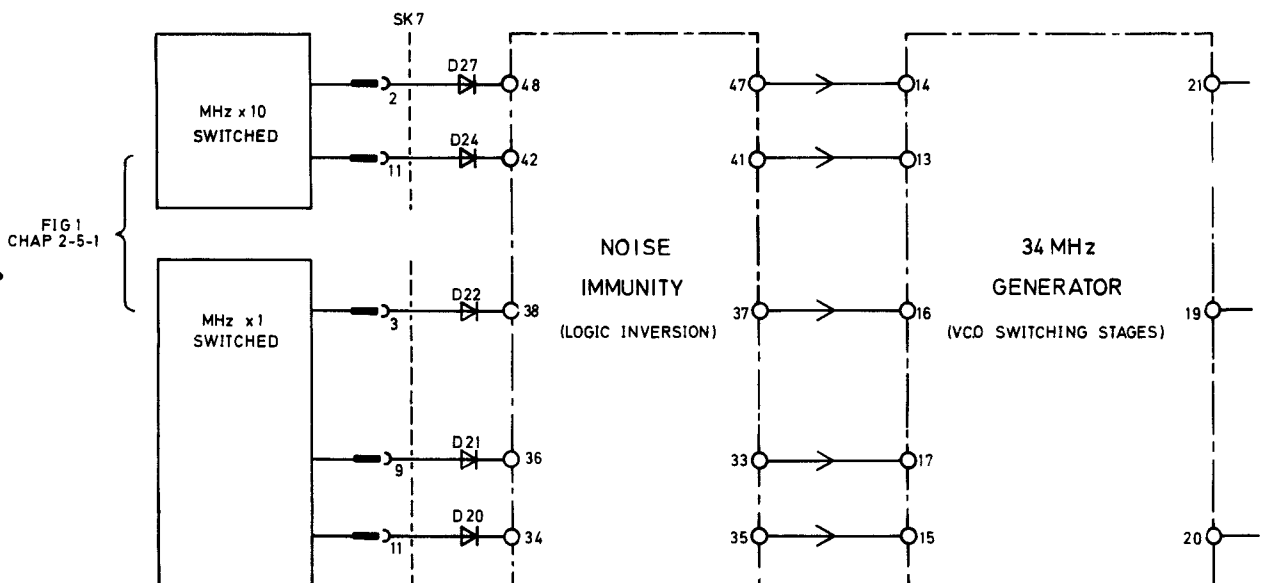 SK7
D27
2
48
47
14
21
MHz x 10
SWITCHED
D24
11
42
41
13
FIG 1
CHAP 2-5-1
NOISE
IMMUNITY
(LOGIC INVERSION)
34 MHz
GENERATOR
(VCO SWITCHING STAGES)
MHz x1
SWITCHED
D22
3
38
37
16
19
D21
9
36
33
17
D20
11
34
35
15
20